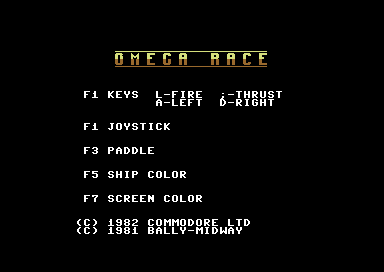 OMEGA RACE
F1 KEYS L-FIRE ;-THRUST
A-LEFT D-RIGHT
F1 JOYSTICK
F3 PADDLE
F5 SHIP COLOR
F7 SCREEN COLOR
(C) 1982 COMMODORE LTD
(C) 1981 BALLY-MIDWAY